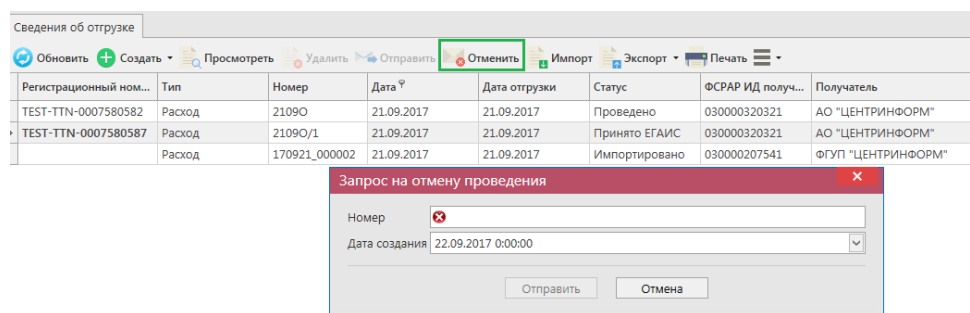 Сведения об отгрузке
Обновить Создать Просмотреть Удалить Отправить Отменить Импорт Экспорт Печать
Регистрационный ном... Тип Номер Дата Дата отгрузки Статус ФСРАР ИД получ... Получатель
TEST-TTN-0007580582 Расход 2109О 21.09.2017 21.09.2017 Проведено 030000320321 АО "ЦЕНТРИНФОРМ"
TEST-TTN-0007580587 Расход 2109О/1 21.09.2017 21.09.2017 Принято ЕГАИС 030000320321 АО "ЦЕНТРИНФОРМ"
Расход 170921_000002 21.09.2017 21.09.2017 Импортировано 030000207541 ФГУП "ЦЕНТРИНФОРМ"
Запрос на отмену проведения
Номер
Дата создания 22.09.2017 0:00:00
Отправить Отмена